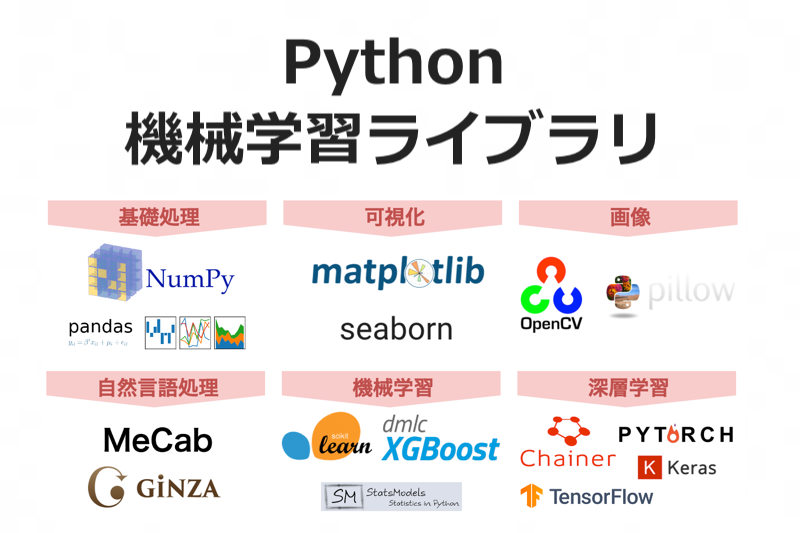 Python
機械学習ライブラリ
基礎処理
NumPy
pandas
可視化
matplotlib
seaborn
画像
OpenCV
pillow
自然言語処理
MeCab
GiNZA
機械学習
scikit
learn
dmlc
XGBoost
SM
StatsModels
Statistics in Python
深層学習
Chainer
PYTORCH
K Keras
TensorFlow